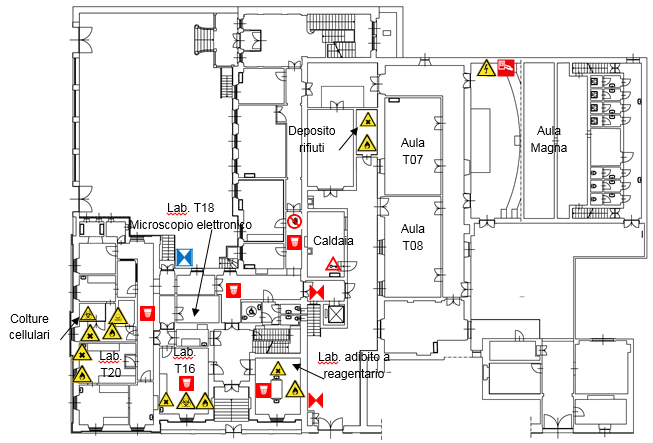 Deposito
rifiuti
Aula
T07
Aula
Magna
Lab. T18
Microscopio elettronico
Caldaia
Aula
T08
Colture
cellulari
Lab.
T20
Lab.
T16
Lab. adibito a
reagentario